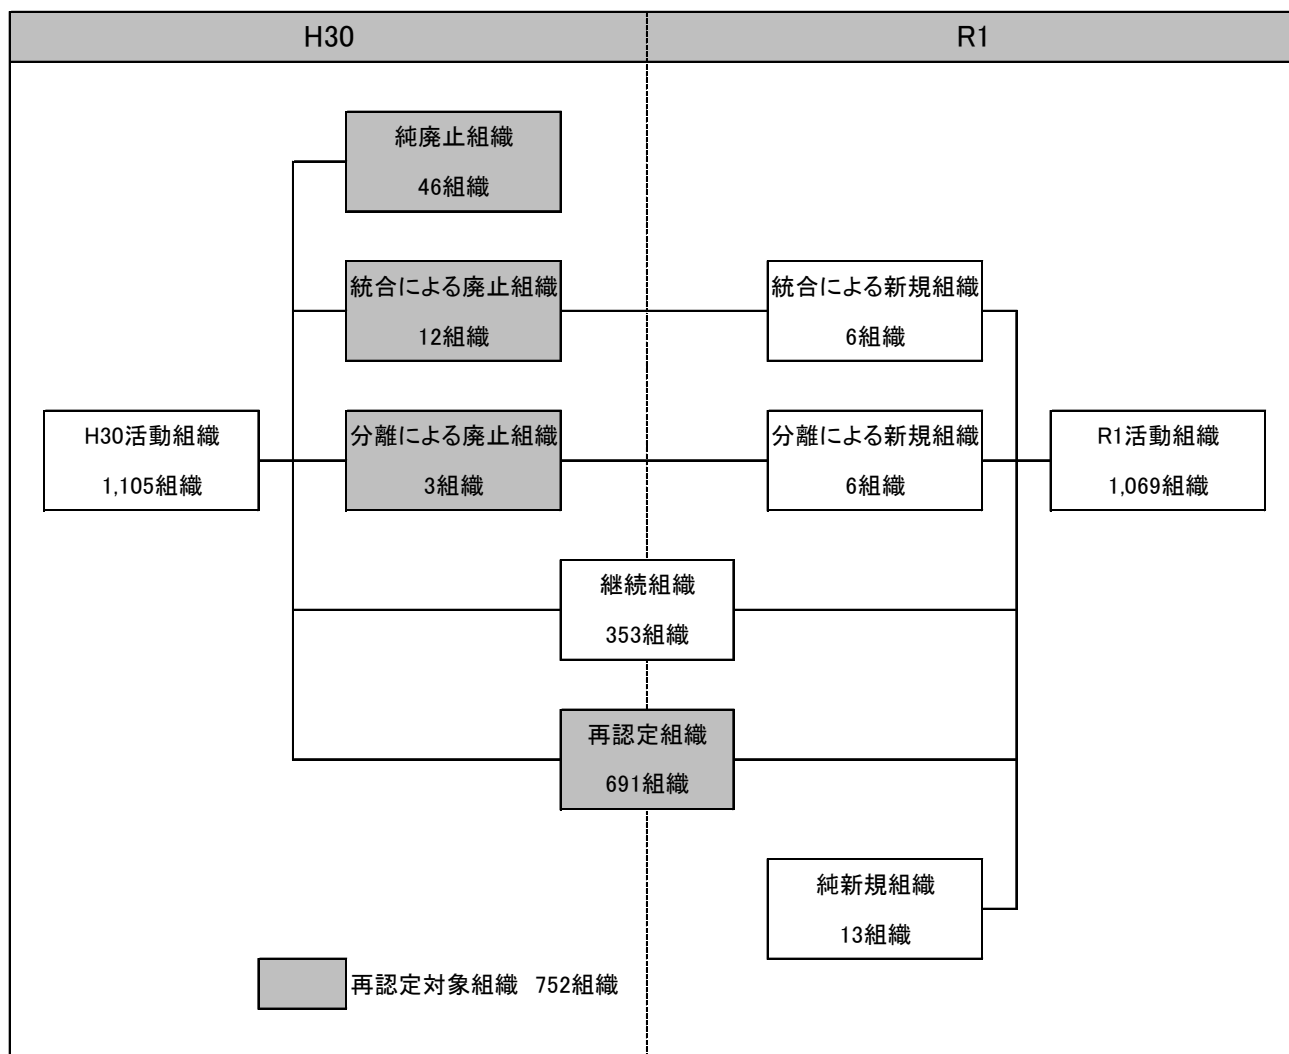 H30
R1
純廃止組織
46組織
統合による廃止組織
12組織
統合による新規組織
6組織
H30活動組織
1,105組織
分離による廃止組織
3組織
分離による新規組織
6組織
R1活動組織
1,069組織
継続組織
353組織
再認定組織
691組織
純新規組織
13組織
再認定対象組織 752組織